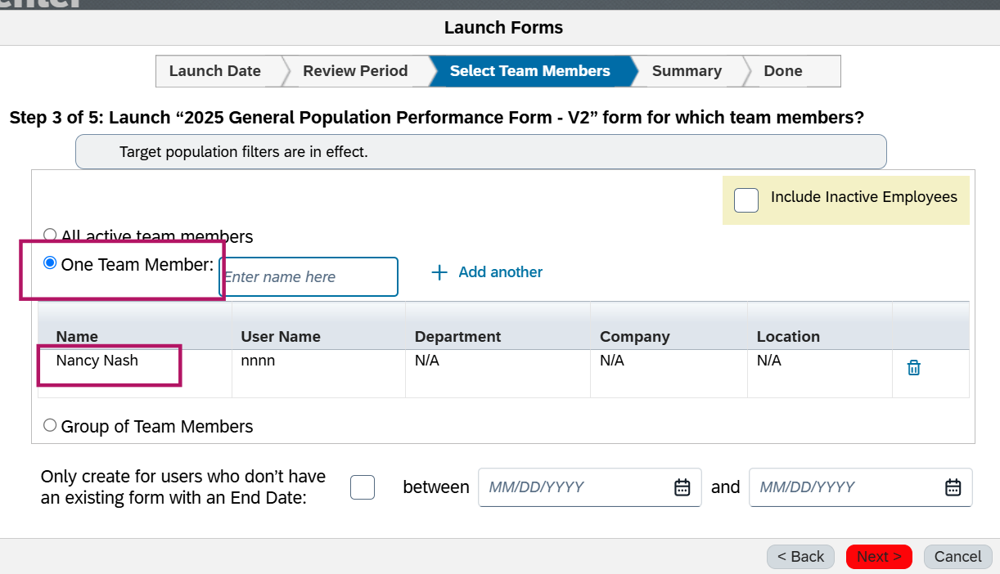 Launch Forms
Launch Date Review Period Select Team Members Summary Done
Step 3 of 5: Launch “2025 General Population Performance Form - V2” form for which team members?
Target population filters are in effect.
Include Inactive Employees
All active team members
One Team Member: Enter name here Add another
Name User Name Department Company Location
Nancy Nash nnnn N/A N/A N/A
Group of Team Members
Only create for users who don’t have
an existing form with an End Date:
between MM/DD/YYYY and MM/DD/YYYY
< Back Next > Cancel